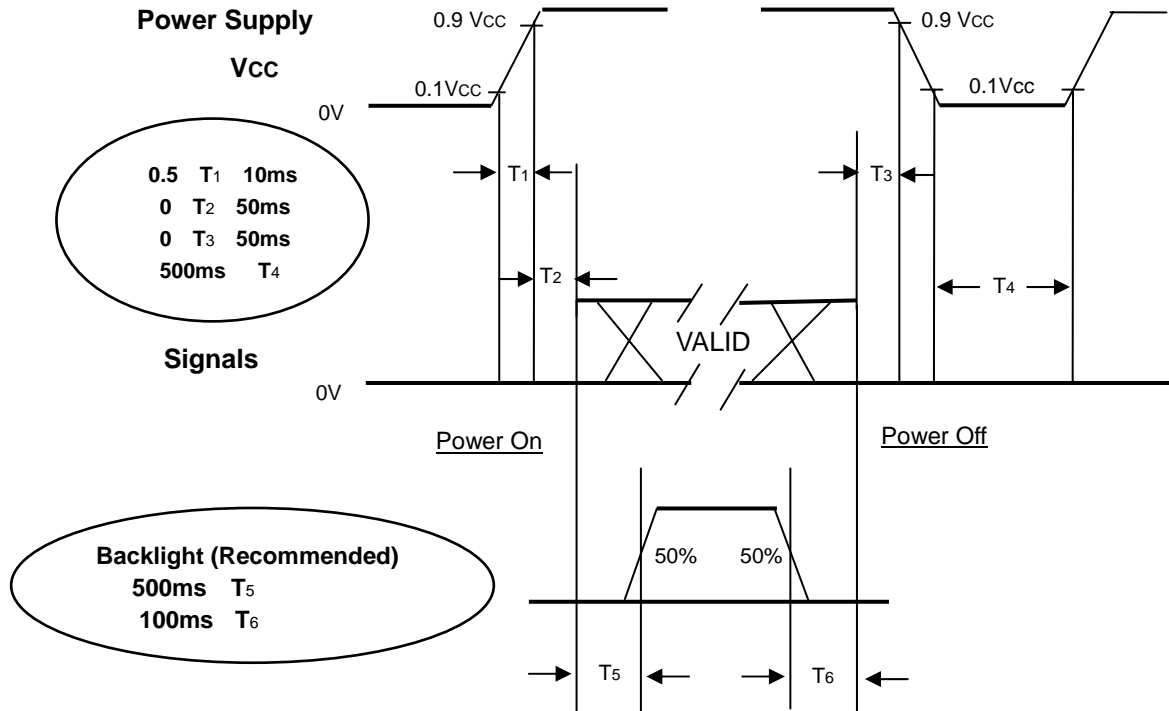 Power Supply
VCC
0.9 VCC
0.1VCC
0V
0.9 VCC
0.1VCC
0.5 T1 10ms
0 T2 50ms
0 T3 50ms
500ms T4
T1
T2
T3
T4
Signals
VALID
0V
Power On
Power Off
Backlight (Recommended)
500ms T5
100ms T6
50%
50%
T5
T6